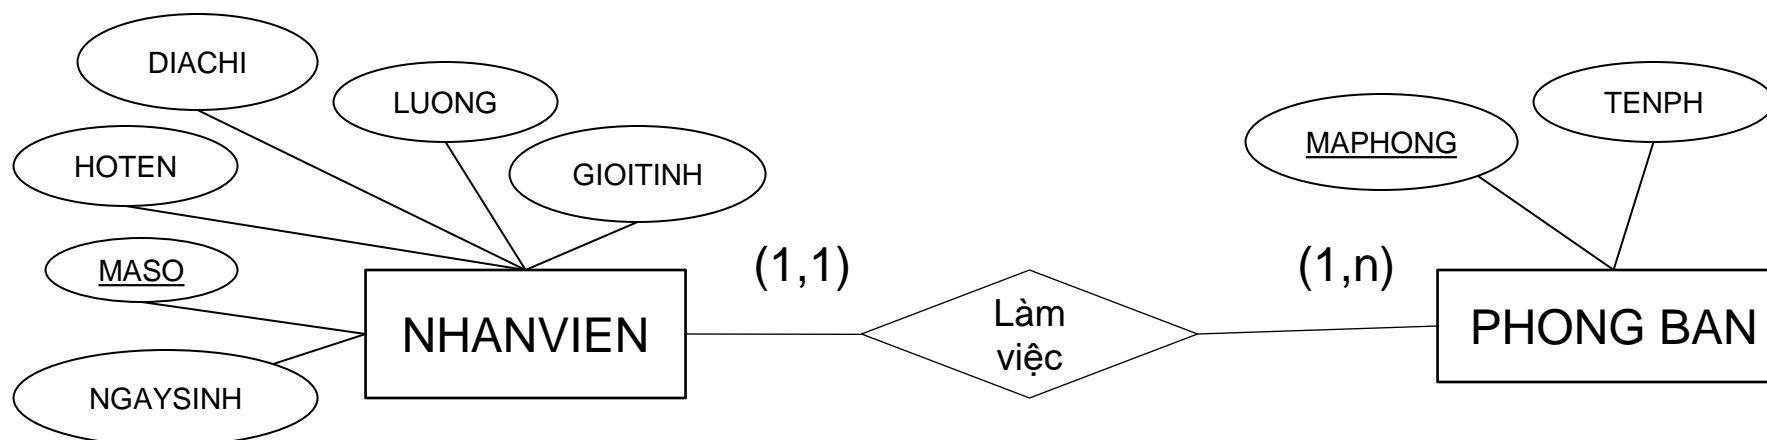 DIACHI
LUONG
TENPH
HOTEN
GIOITINH
MAPHONG
MASO
(1,1)
(1,n)
NHANVIEN
Làm
việc
PHONG BAN
NGAYSINH